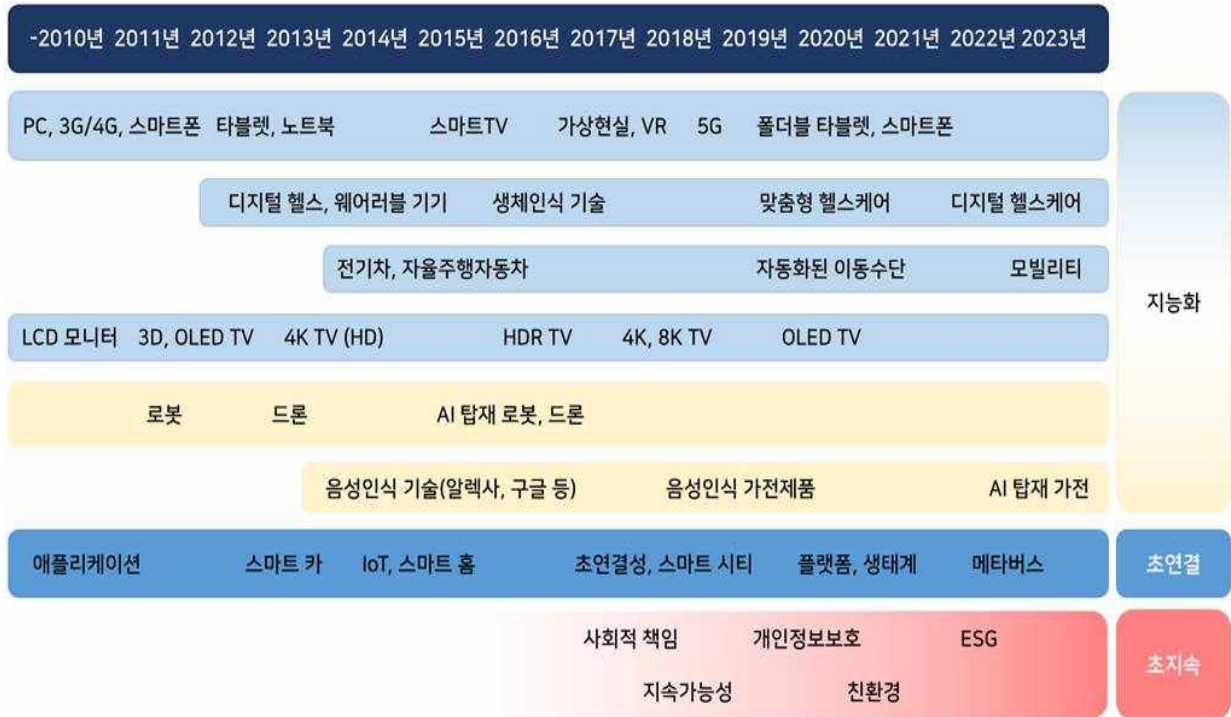 -2010년 2011년 2012년 2013년 2014년 2015년 2016년 2017년 2018년 2019년 2020년 2021년 2022년 2023년
PC, 3G/4G, 스마트폰 타블렛, 노트북 스마트TV 가상현실, VR 5G 폴더블 타블렛, 스마트폰
디지털 헬스, 웨어러블 기기 생체인식 기술 맞춤형 헬스케어 디지털 헬스케어
전기차, 자율주행자동차 자동화된 이동수단 모빌리티
지능화
LCD 모니터 3D, OLED TV 4K TV (HD) HDR TV 4K, 8K TV OLED TV
로봇 드론 AI 탑재 로봇, 드론
음성인식 기술(알렉사, 구글 등) 음성인식 가전제품 AI 탑재 가전
애플리케이션 스마트 카 IoT, 스마트 홈 초연결성, 스마트 시티 플랫폼, 생태계 메타버스 초연결
사회적 책임 개인정보보호 ESG
초지속
지속가능성 친환경